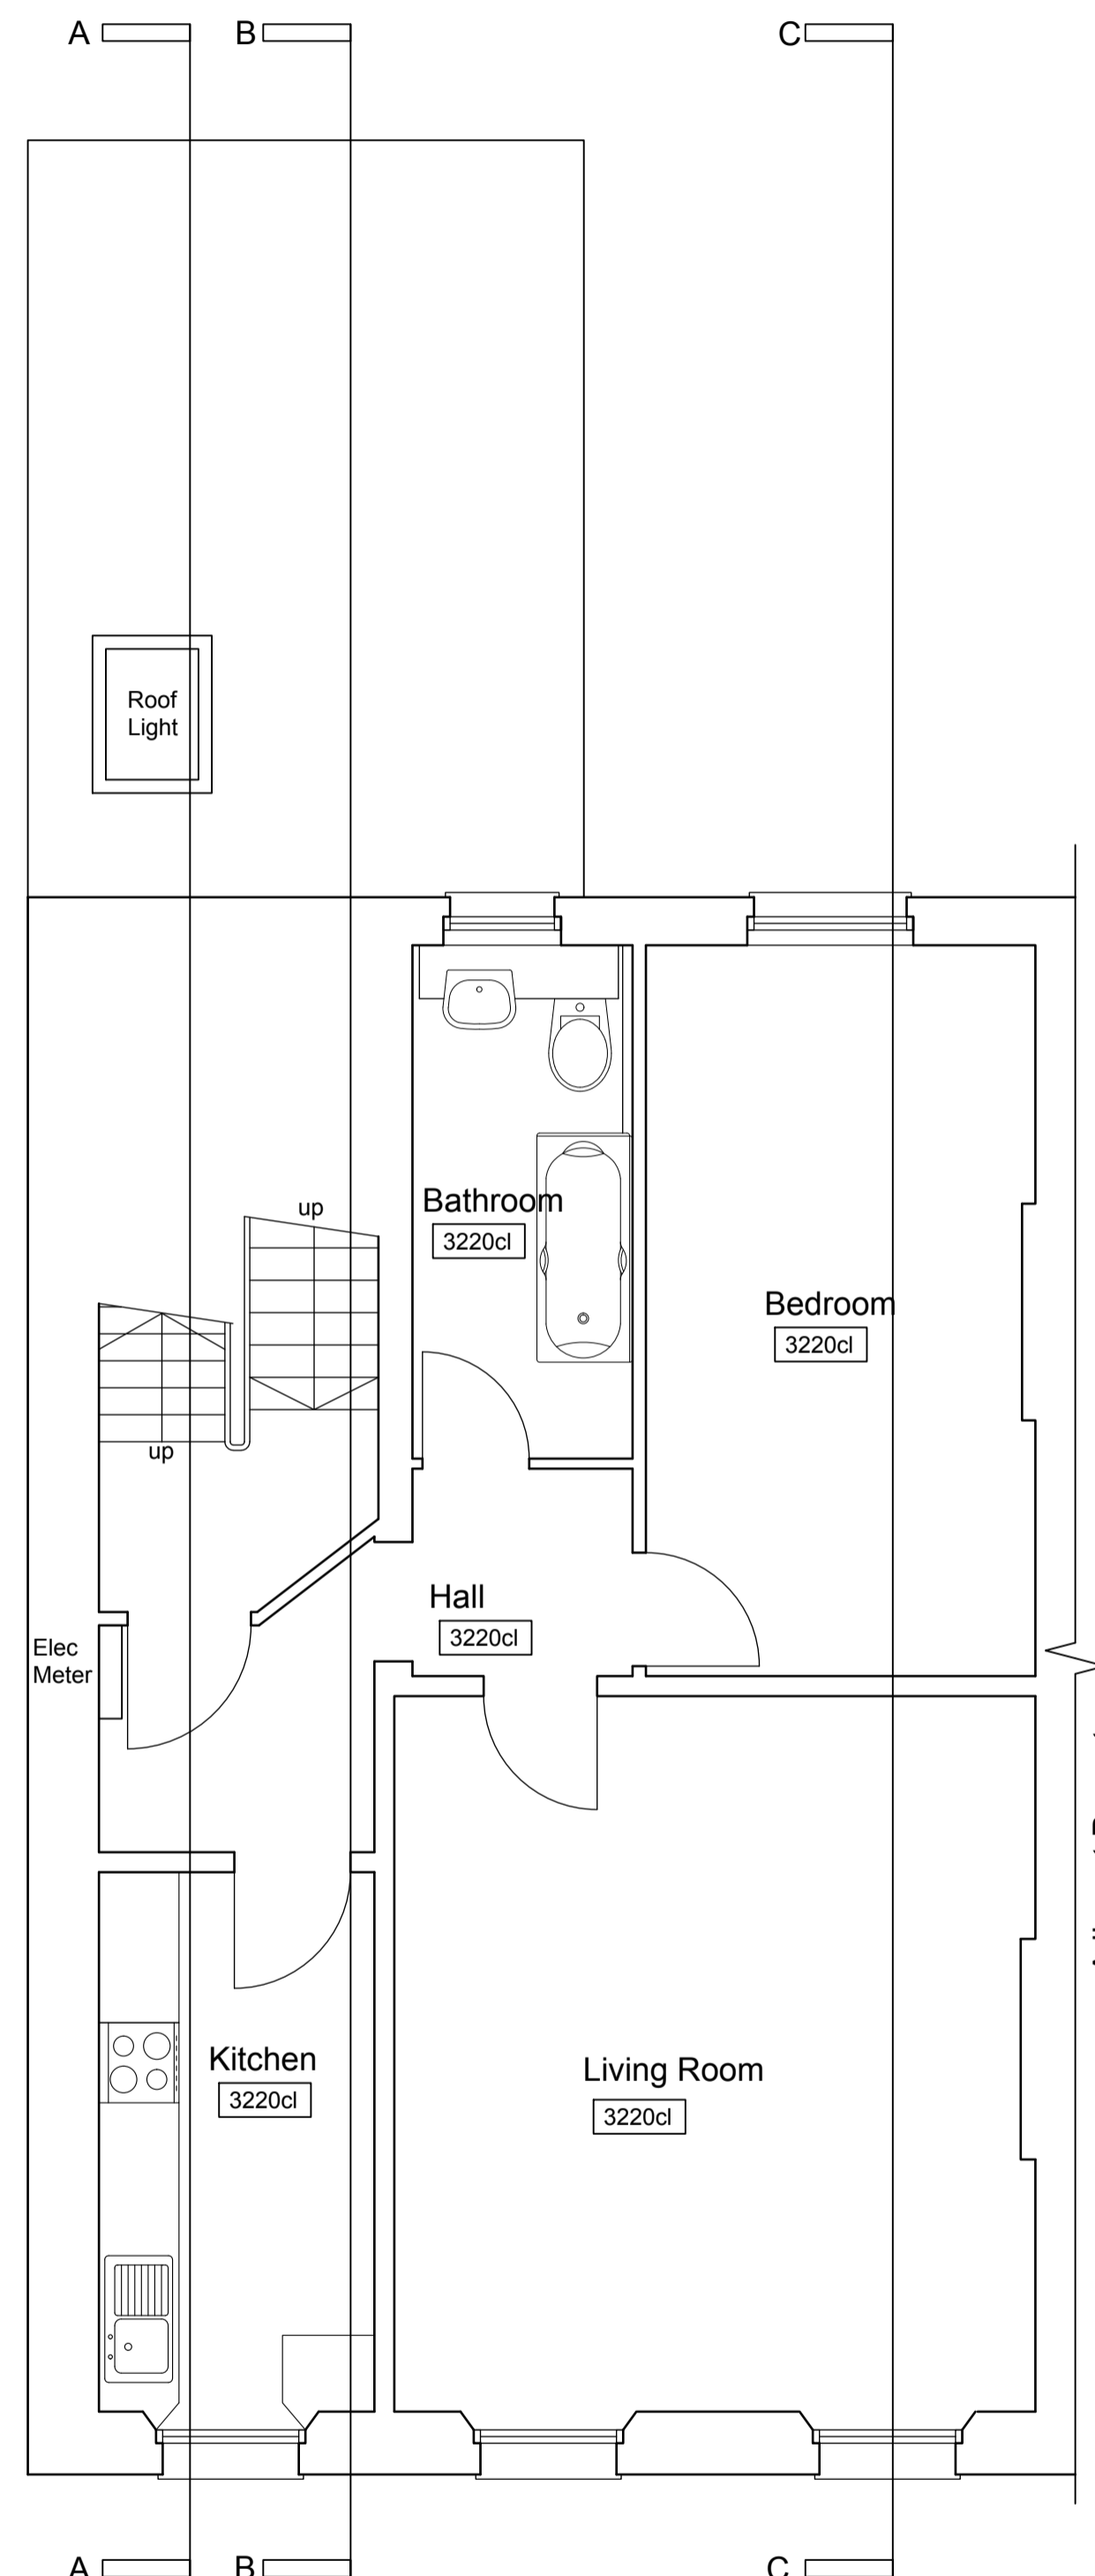 A
B
C
Roof
Light
up
Bathroom
3220cl
Bedroom
3220cl
up
Hall
3220cl
Elec
Meter
Kitchen
3220cl
Living Room
3220cl
A
B
C